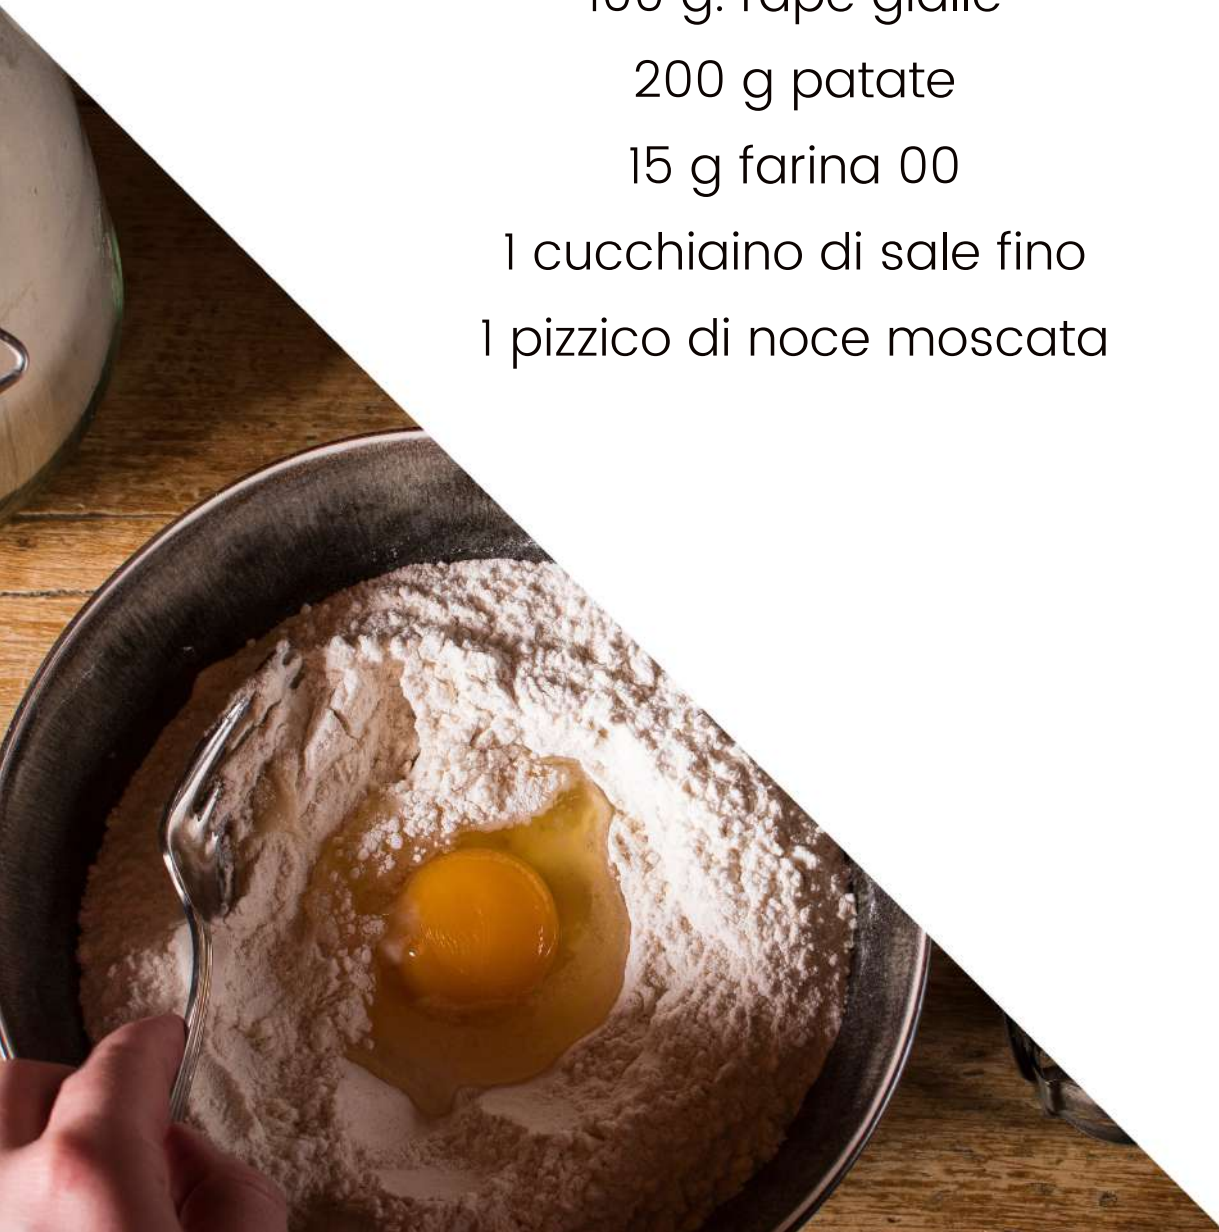 200 g patate
15 g farina 00
1 cucchiaino di sale fino
1 pizzico di noce moscata